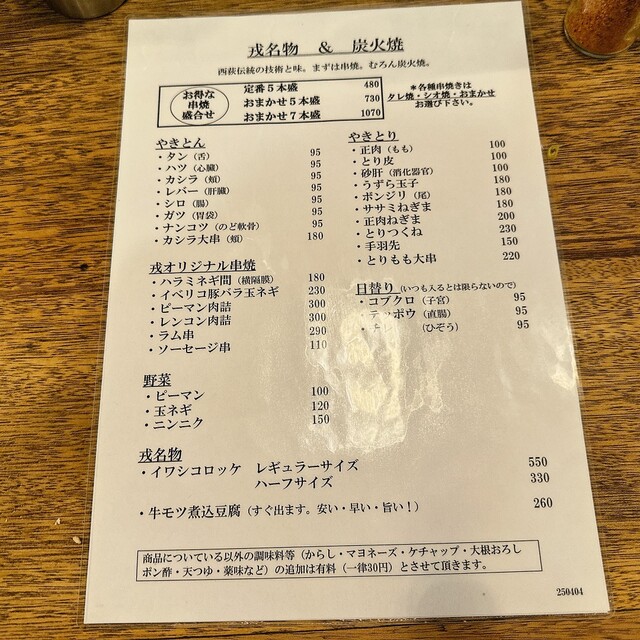 戎名物 ＆ 炭火焼
西荻伝統の技術と味。まずは串焼。むろん炭火焼。
お得な串焼盛合せ
定番５本盛 480
おまかせ５本盛 730
おまかせ７本盛 1070
＊各種串焼きは
タレ焼・シオ焼・おまかせ
お選び下さい。
やきとん
・タン（舌） 95
・ハツ（心臓） 95
・カシラ（頬） 95
・レバー（肝臓） 95
・シロ（腸） 95
・ガツ（胃袋） 95
・ナンコツ（のど軟骨） 95
・カシラ大串（頬） 180
やきとり
・正肉（もも） 100
・とり皮 100
・砂肝（消化器官） 100
・うずら玉子 180
・ボンジリ（尾） 180
・ササミねぎま 180
・正肉ねぎま 200
・とりつくね 230
・手羽先 150
・とりもも大串 220
戎オリジナル串焼
・ハラミネギ間（横隔膜） 180
・イベリコ豚バラ玉ネギ 230
・ピーマン肉詰 300
・レンコン肉詰 300
・ラム串 290
・ソーセージ串 110
日替り（いつも入るとは限らないので）
・コブクロ（子宮） 95
・テッポウ（直腸） 95
（ひぞう） 95
野菜
・ピーマン 100
・玉ネギ 120
・ニンニク 150
戎名物
・イワシコロッケ レギュラーサイズ 550
ハーフサイズ 330
・牛モツ煮込豆腐（すぐ出ます。安い・早い・旨い！） 260
商品についている以外の調味料等（からし・マヨネーズ・ケチャップ・大根おろし
ポン酢・天つゆ・薬味など）の追加は有料（一律30円）とさせて頂きます。
250404